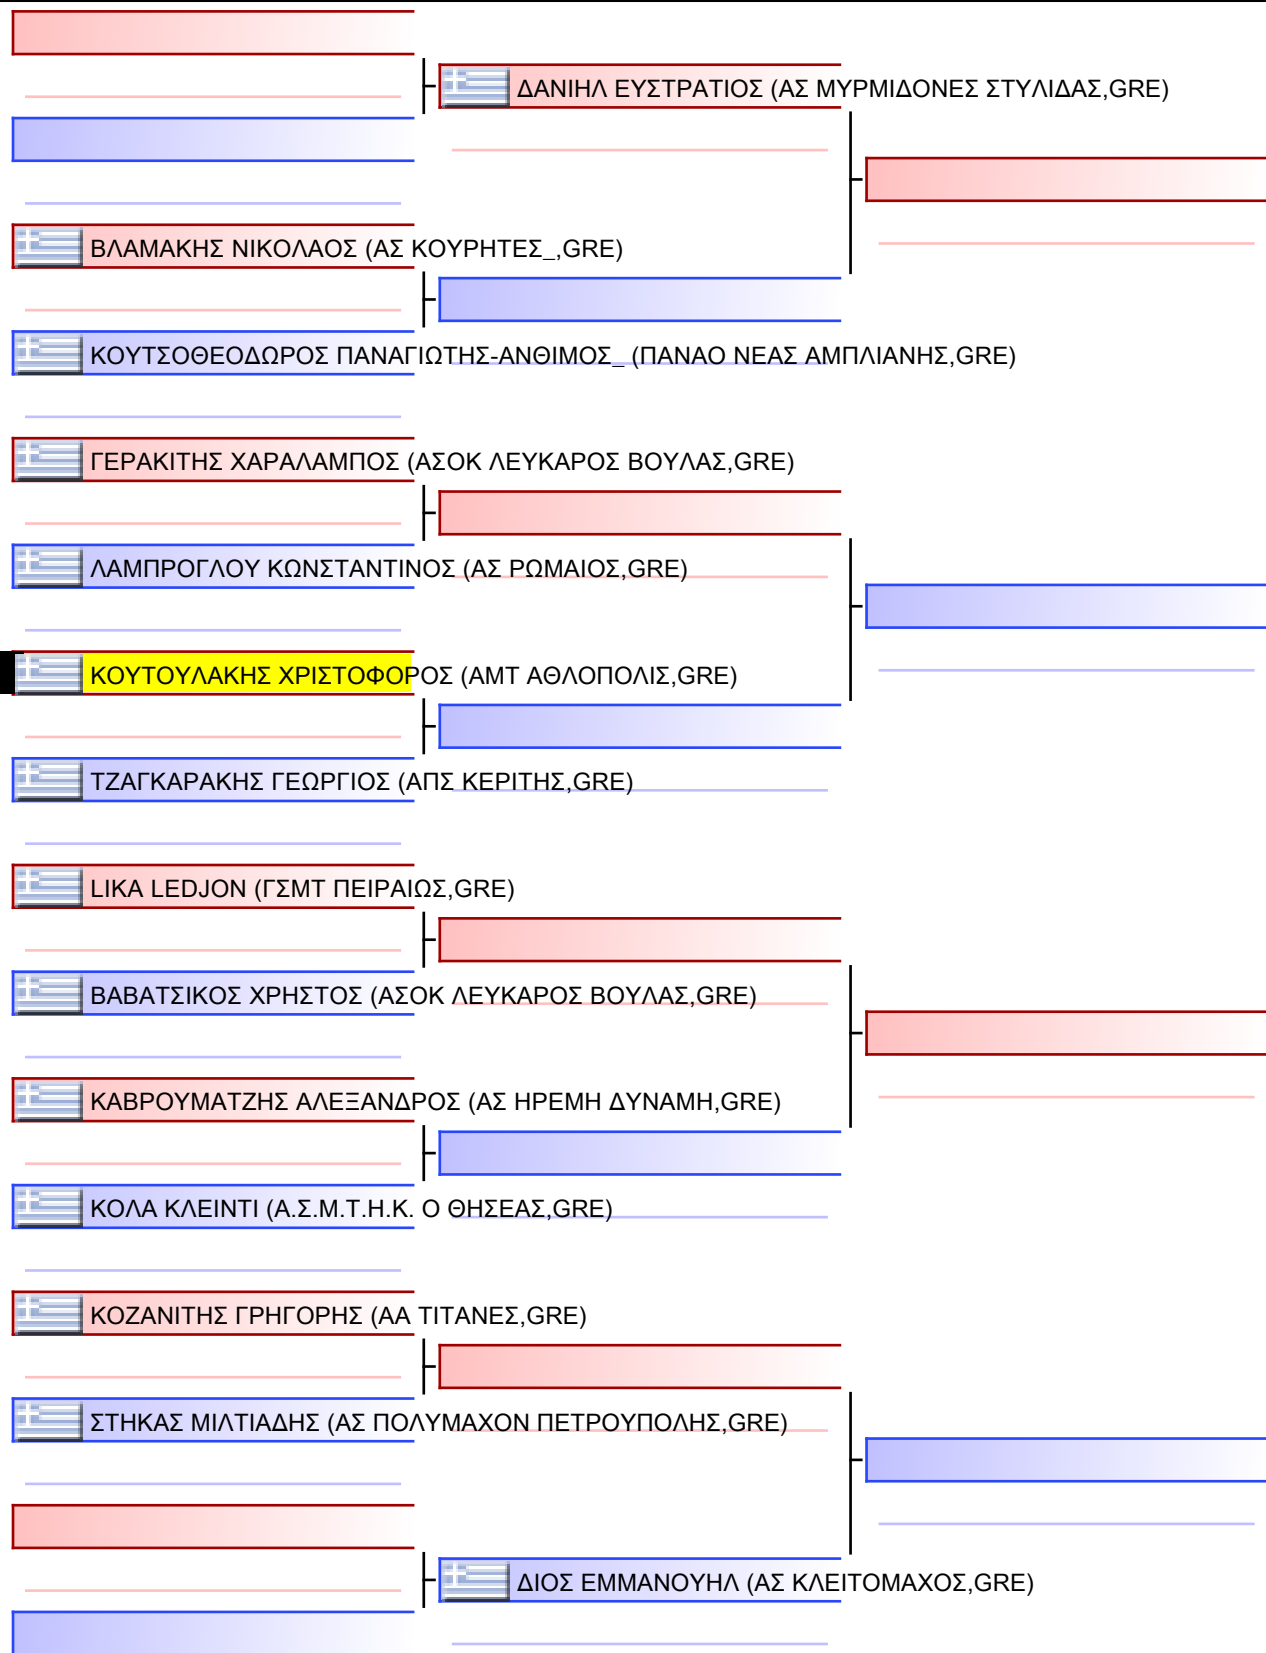 ΔΑΝΙΗΛ ΕΥΣΤΡΑΤΙΟΣ (ΑΣ ΜΥΡΜΙΔΟΝΕΣ ΣΤΥΛΙΔΑΣ,GRE)
ΒΛΑΜΑΚΗΣ ΝΙΚΟΛΑΟΣ (ΑΣ ΚΟΥΡΗΤΕΣ_,GRE)
ΚΟΥΤΣΟΘΕΟΔΩΡΟΣ ΠΑΝΑΓΙΩΤΗΣ-ΑΝΘΙΜΟΣ_ (ΠΑΝΑΟ ΝΕΑΣ ΑΜΠΛΙΑΝΗΣ,GRE)
ΓΕΡΑΚΙΤΗΣ ΧΑΡΑΛΑΜΠΟΣ (ΑΣΟΚ ΛΕΥΚΑΡΟΣ ΒΟΥΛΑΣ,GRE)
ΛΑΜΠΡΟΓΛΟΥ ΚΩΝΣΤΑΝΤΙΝΟΣ (ΑΣ ΡΩΜΑΙΟΣ,GRE)
ΚΟΥΤΟΥΛΑΚΗΣ ΧΡΙΣΤΟΦΟΡΟΣ (ΑΜΤ ΑΘΛΟΠΟΛΙΣ,GRE)
ΤΖΑΓΚΑΡΑΚΗΣ ΓΕΩΡΓΙΟΣ (ΑΠΣ ΚΕΡΙΤΗΣ,GRE)
LIKA LEDJON (ΓΣΜΤ ΠΕΙΡΑΙΩΣ,GRE)
ΒΑΒΑΤΣΙΚΟΣ ΧΡΗΣΤΟΣ (ΑΣΟΚ ΛΕΥΚΑΡΟΣ ΒΟΥΛΑΣ,GRE)
ΚΑΒΡΟΥΜΑΤΖΗΣ ΑΛΕΞΑΝΔΡΟΣ (ΑΣ ΗΡΕΜΗ ΔΥΝΑΜΗ,GRE)
ΚΟΛΑ ΚΛΕΙΝΤΙ (Α.Σ.Μ.Τ.Η.Κ. Ο ΘΗΣΕΑΣ,GRE)
ΚΟΖΑΝΙΤΗΣ ΓΡΗΓΟΡΗΣ (ΑΑ ΤΙΤΑΝΕΣ,GRE)
ΣΤΗΚΑΣ ΜΙΛΤΙΑΔΗΣ (ΑΣ ΠΟΛΥΜΑΧΟΝ ΠΕΤΡΟΥΠΟΛΗΣ,GRE)
ΔΙΟΣ ΕΜΜΑΝΟΥΗΛ (ΑΣ ΚΛΕΙΤΟΜΑΧΟΣ,GRE)